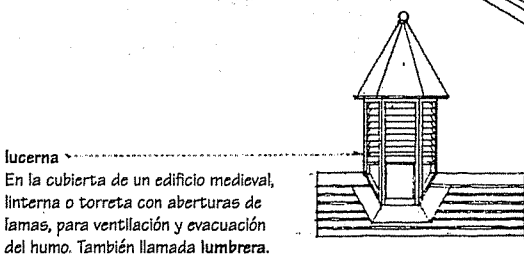 lucerna
En la cubierta de un edificio medieval,
linterna o torreta con aberturas de
lamas, para ventilación y evacuación
del humo. También llamada lumbrera.